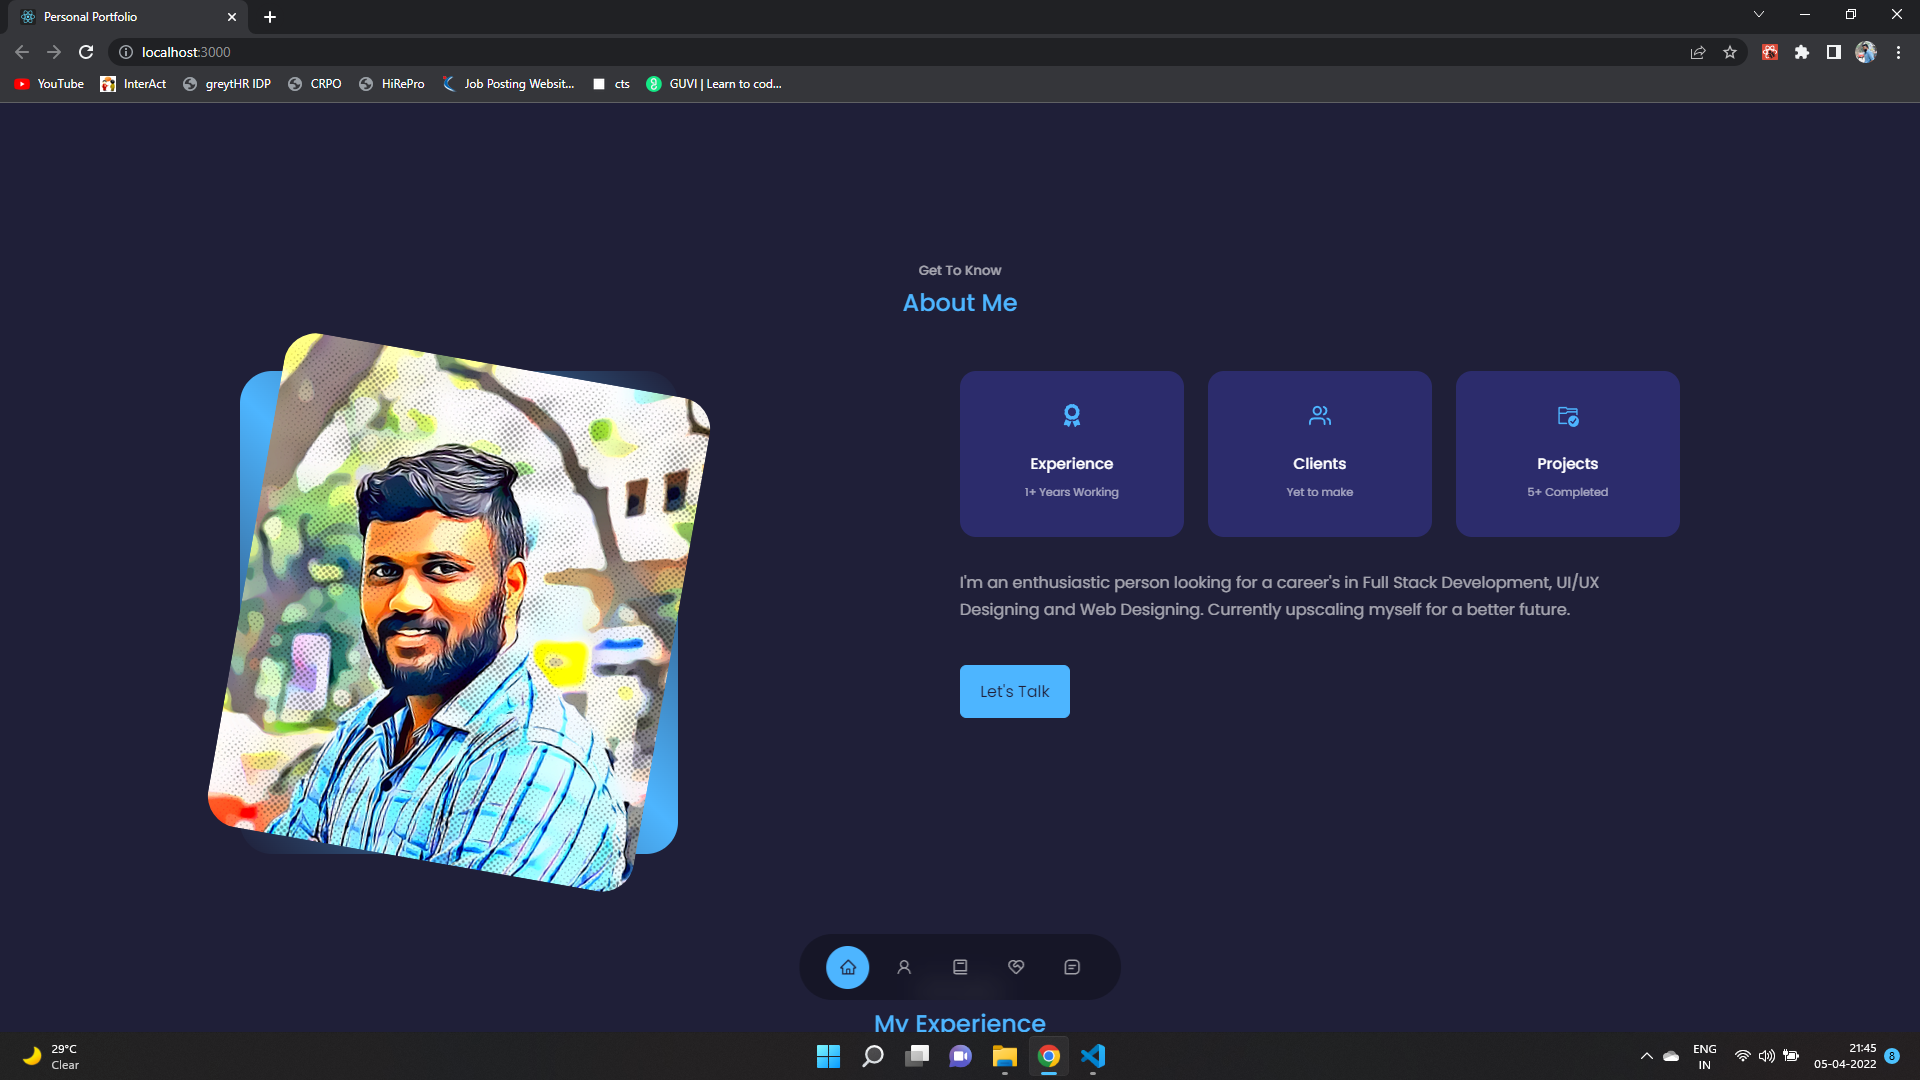 Personal Portfolio
localhost:3000
YouTube
InterAct
greytHR IDP
CRPO
HiRePro
Job Posting Websit...
cts
GUVI | Learn to cod...
Get To Know
About Me
Experience
1+ Years Working
Clients
Yet to make
Projects
5+ Completed
I'm an enthusiastic person looking for a career's in Full Stack Development, UI/UX
Designing and Web Designing. Currently upscaling myself for a better future.
Let's Talk
My Experience
29°C
Clear
ENG
IN
21:45
05-04-2022
8